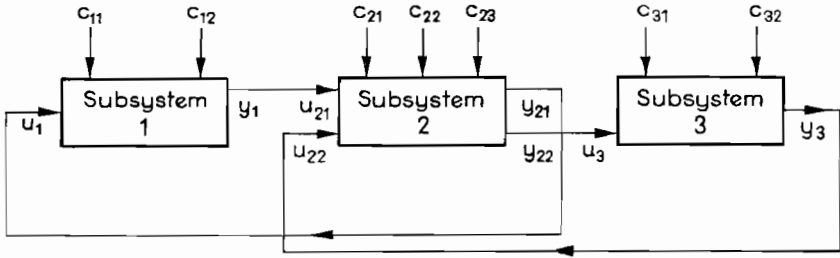 c11 c12 c21 c22 c23 c31 c32
Subsystem 1
Subsystem 2
Subsystem 3
u1 y1 u21 y21 y3
u22 y22 u3